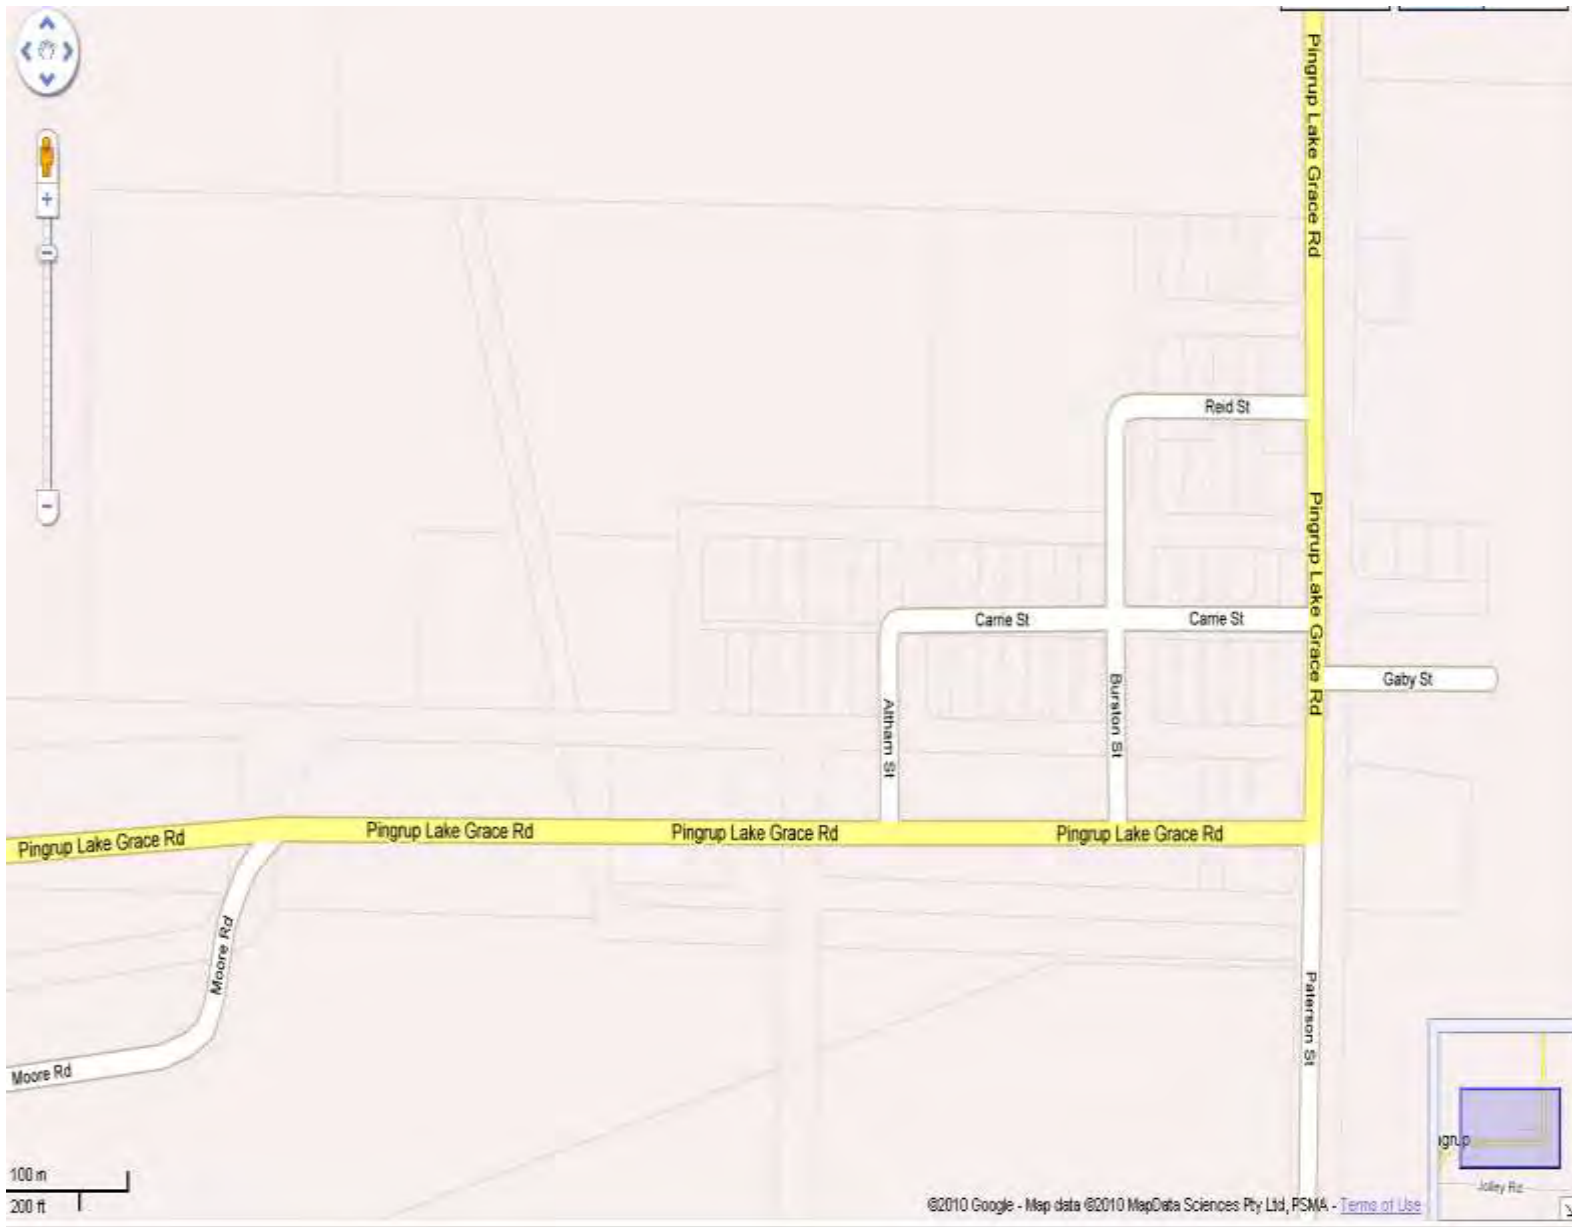 Pingrup Lake Grace Rd
Reid St
Pingrup Lake Grace Rd
Carrie St
Carrie St
Gaby St
Altham St
Burston St
Pingrup Lake Grace Rd
Pingrup Lake Grace Rd
Pingrup Lake Grace Rd
Pingrup Lake Grace Rd
Moore Rd
Paterson St
Moore Rd
ngrup
Jolley Rd
100 m
200 ft
©2010 Google - Map data ©2010 MapData Sciences Pty Ltd, PSMA - Terms of Use